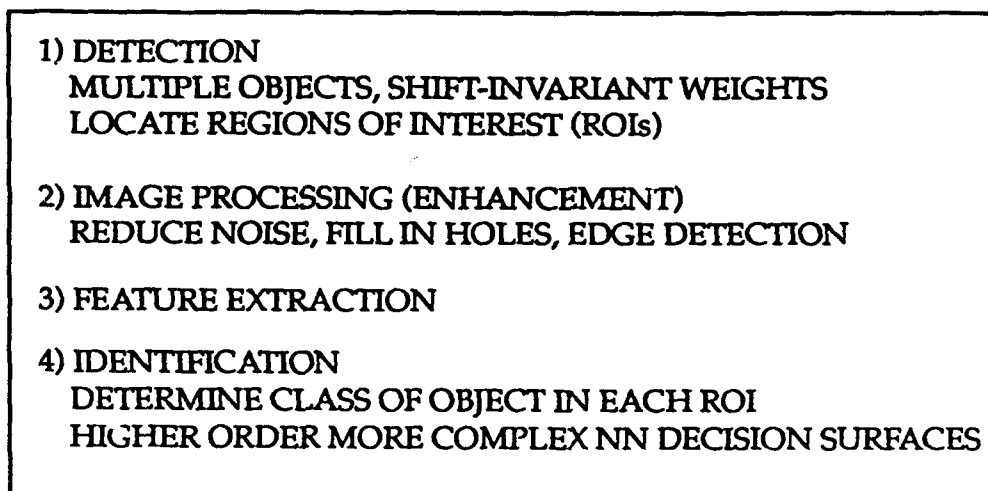 1) DETECTION
MULTIPLE OBJECTS, SHIFT-INVARIANT WEIGHTS
LOCATE REGIONS OF INTEREST (ROIs)
2) IMAGE PROCESSING (ENHANCEMENT)
REDUCE NOISE, FILL IN HOLES, EDGE DETECTION
3) FEATURE EXTRACTION
4) IDENTIFICATION
DETERMINE CLASS OF OBJECT IN EACH ROI
HIGHER ORDER MORE COMPLEX NN DECISION SURFACES